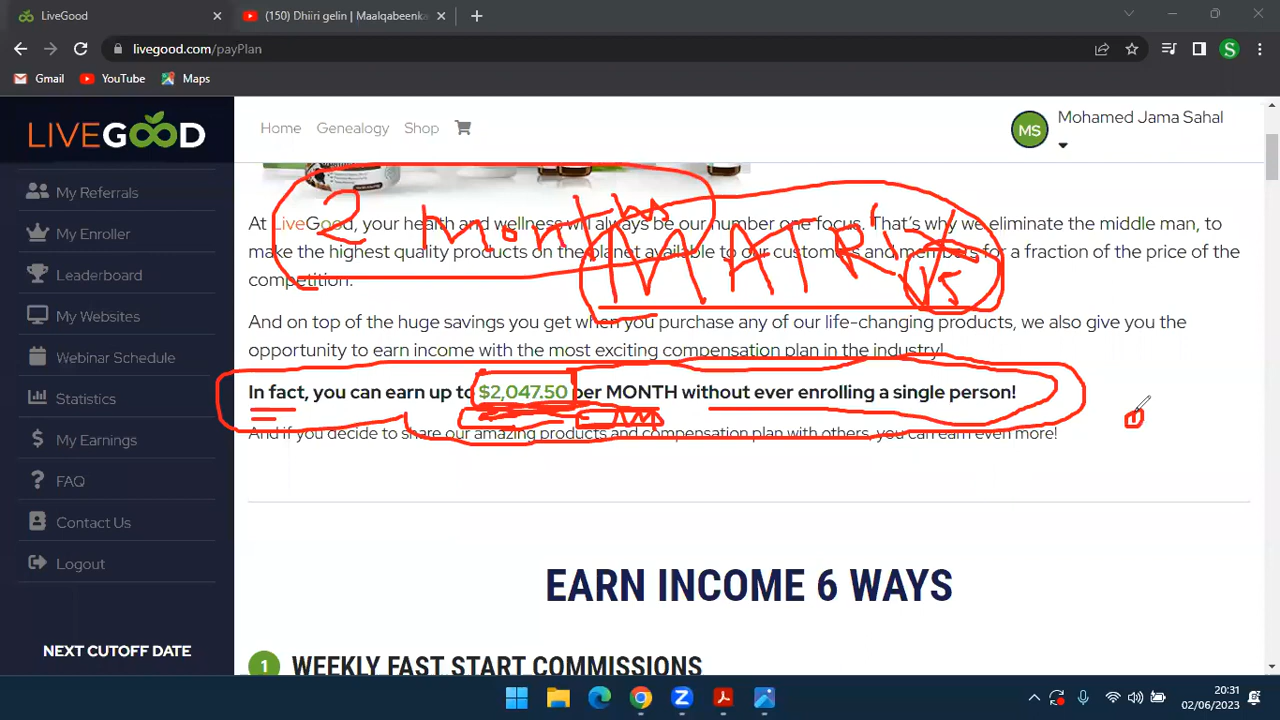 LiveGood
(150) Dhiiri gelin | Maalqabeenka
livegood.com/payPlan
S
Gmail
YouTube
Maps
LIVEGOOD
Home
Genealogy
Shop
MS
Mohamed Jama Sahal
My Referrals
My Enroller
Leaderboard
My Websites
Webinar Schedule
Statistics
My Earnings
FAQ
Contact Us
Logout
NEXT CUTOFF DATE
2 Months
MATRix
15
At LiveGood, your health and wellness will always be our number one focus. That's why we eliminate the middle man, to
make the highest quality products on the planet available to our customers and members for a fraction of the price of the
competition.
And on top of the huge savings you get when you purchase any of our life-changing products, we also give you the
opportunity to earn income with the most exciting compensation plan in the industry!
In fact, you can earn up to $2,047.50 per MONTH without ever enrolling a single person!
And if you decide to share our amazing products and compensation plan with others, you can earn even more!
EARN INCOME 6 WAYS
1 WEEKLY FAST START COMMISSIONS
20:31
02/06/2023